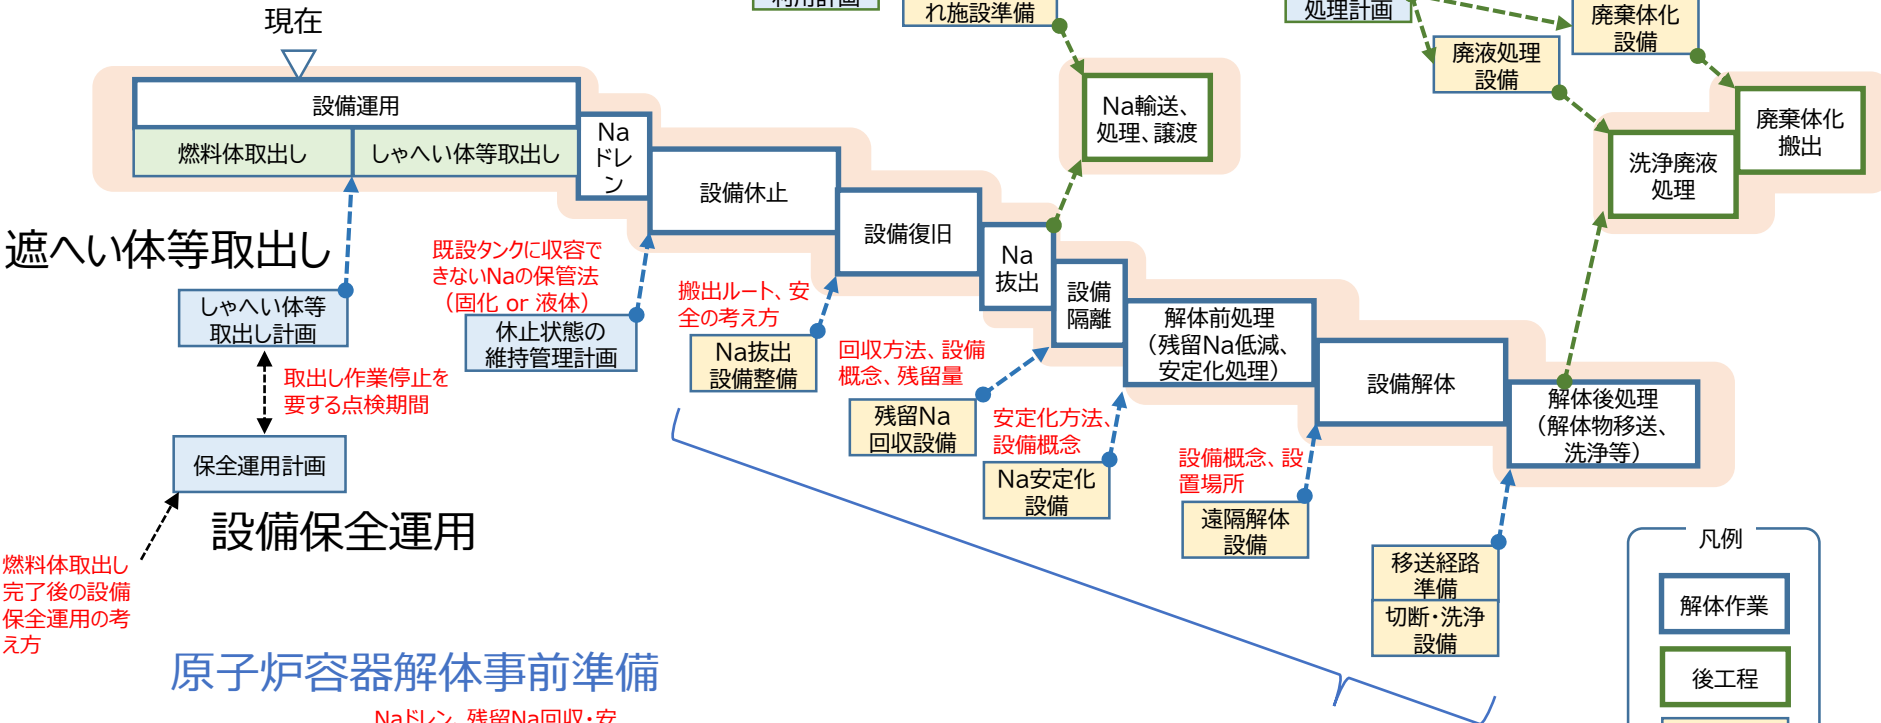 利用計画
れ施設準備
処理計画
廃棄体化
設備
廃液処理
設備
現在
設備運用
燃料体取出し
しゃへい体等取出し
Na
ドレ
ン
設備休止
設備復旧
Na
抜出
設備
隔離
解体前処理
（残留Na低減、
安定化処理）
設備解体
解体後処理
（解体物移送、
洗浄等）
Na輸送、
処理、譲渡
洗浄廃液
処理
廃棄体化
搬出
遮へい体等取出し
しゃへい体等
取出し計画
取出し作業停止を
要する点検期間
保全運用計画
設備保全運用
燃料体取出し
完了後の設備
保全運用の考
え方
既設タンクに収容で
きないNaの保管法
（固化 or 液体）
休止状態の
維持管理計画
搬出ルート、安
全の考え方
Na抜出
設備整備
回収方法、設備
概念、残留量
残留Na
回収設備
安定化方法、
設備概念
Na安定化
設備
設備概念、設
置場所
遠隔解体
設備
移送経路
準備
切断・洗浄
設備
原子炉容器解体事前準備
Naドレン、残留Na回収・安
凡例
解体作業
後工程